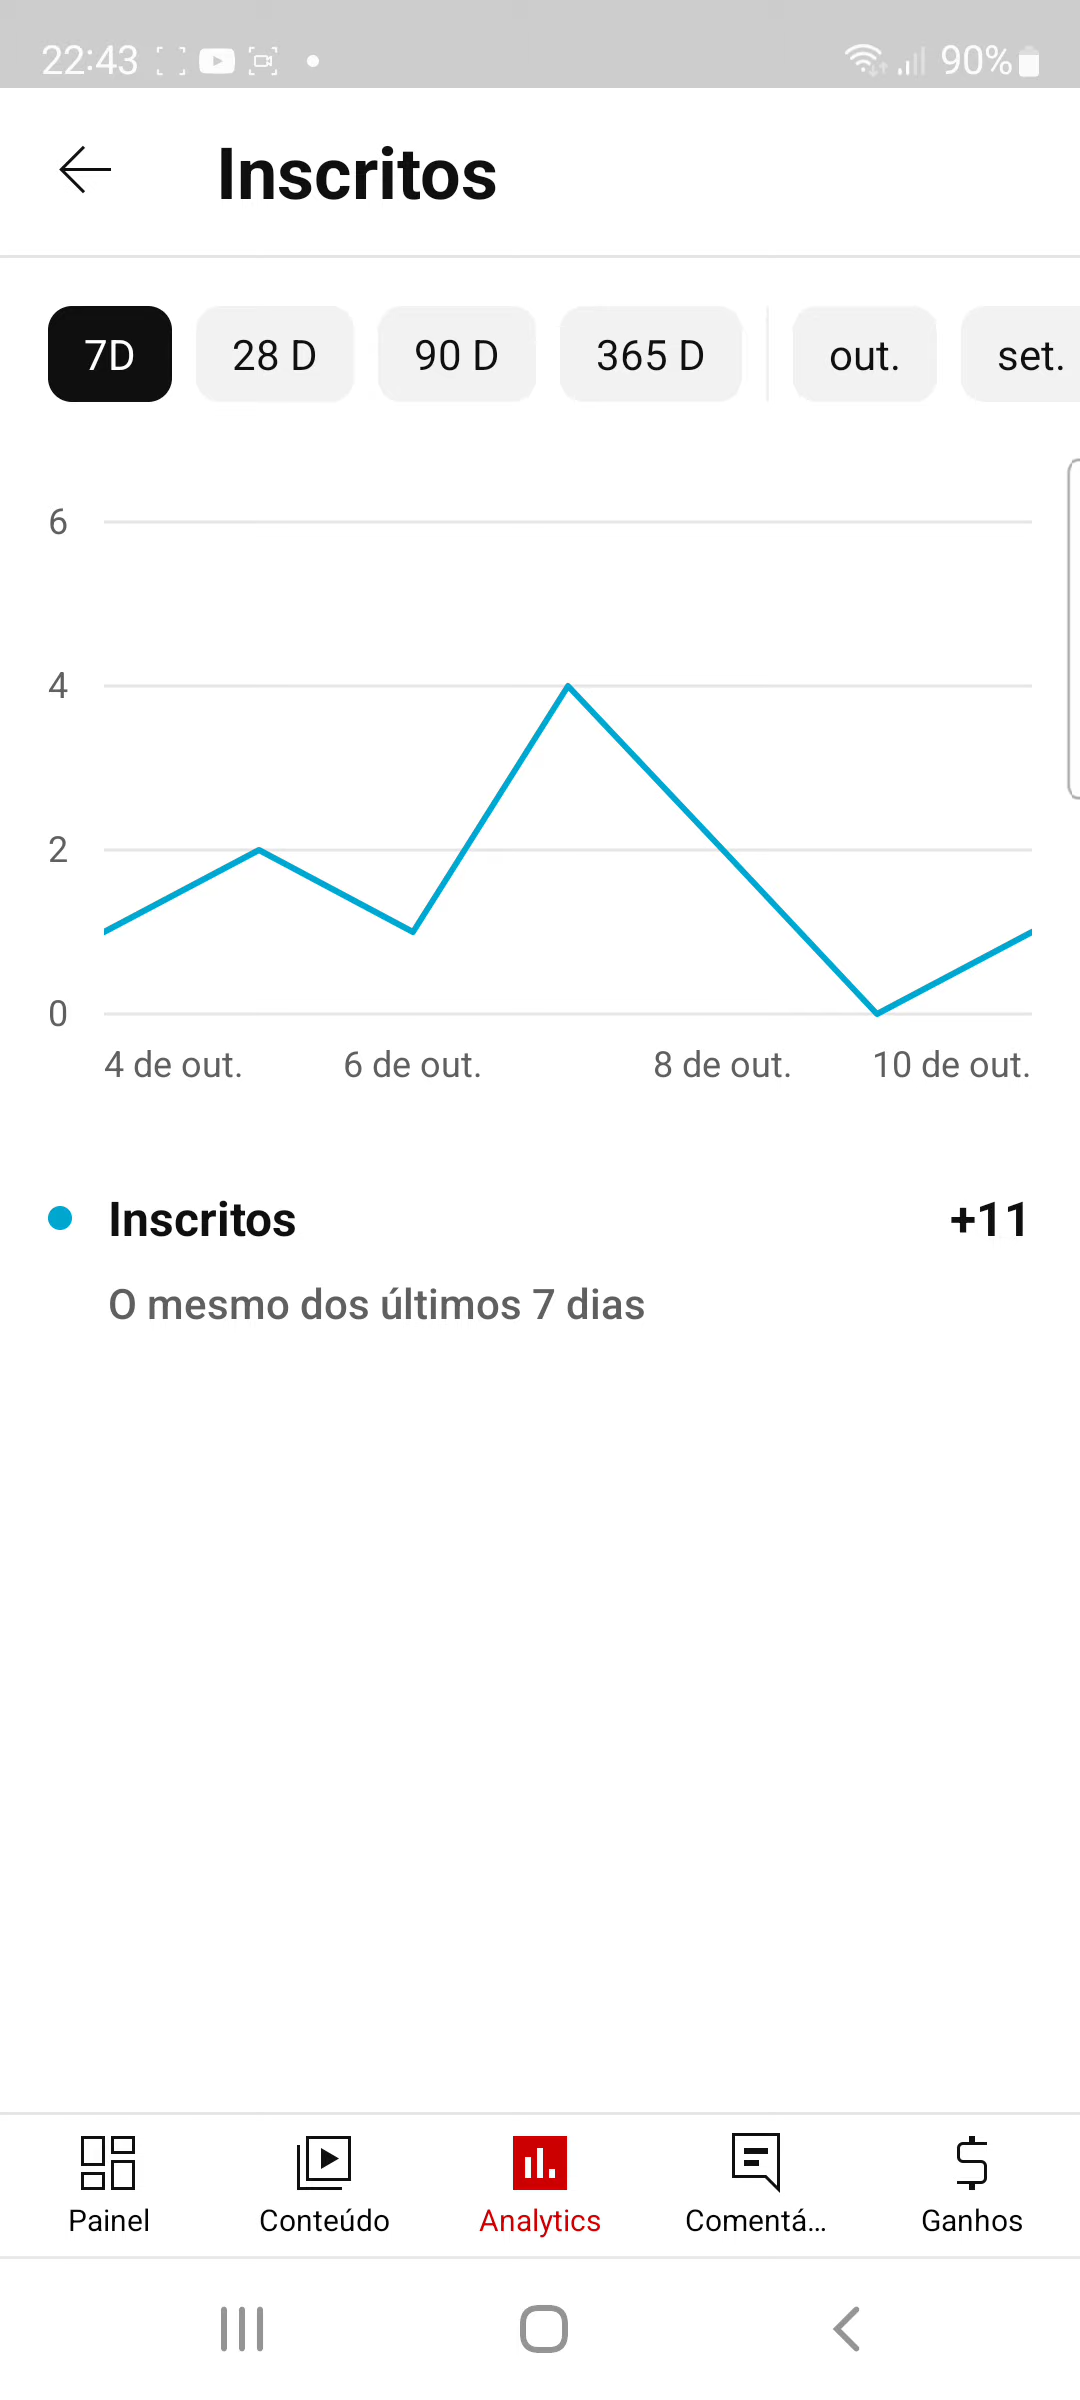 22:43 90%
Inscritos
7D 28 D 90 D 365 D out. set.
6
4
2
0
4 de out. 6 de out. 8 de out. 10 de out.
Inscritos +11
O mesmo dos últimos 7 dias
Painel Conteúdo Analytics Comentá... Ganhos